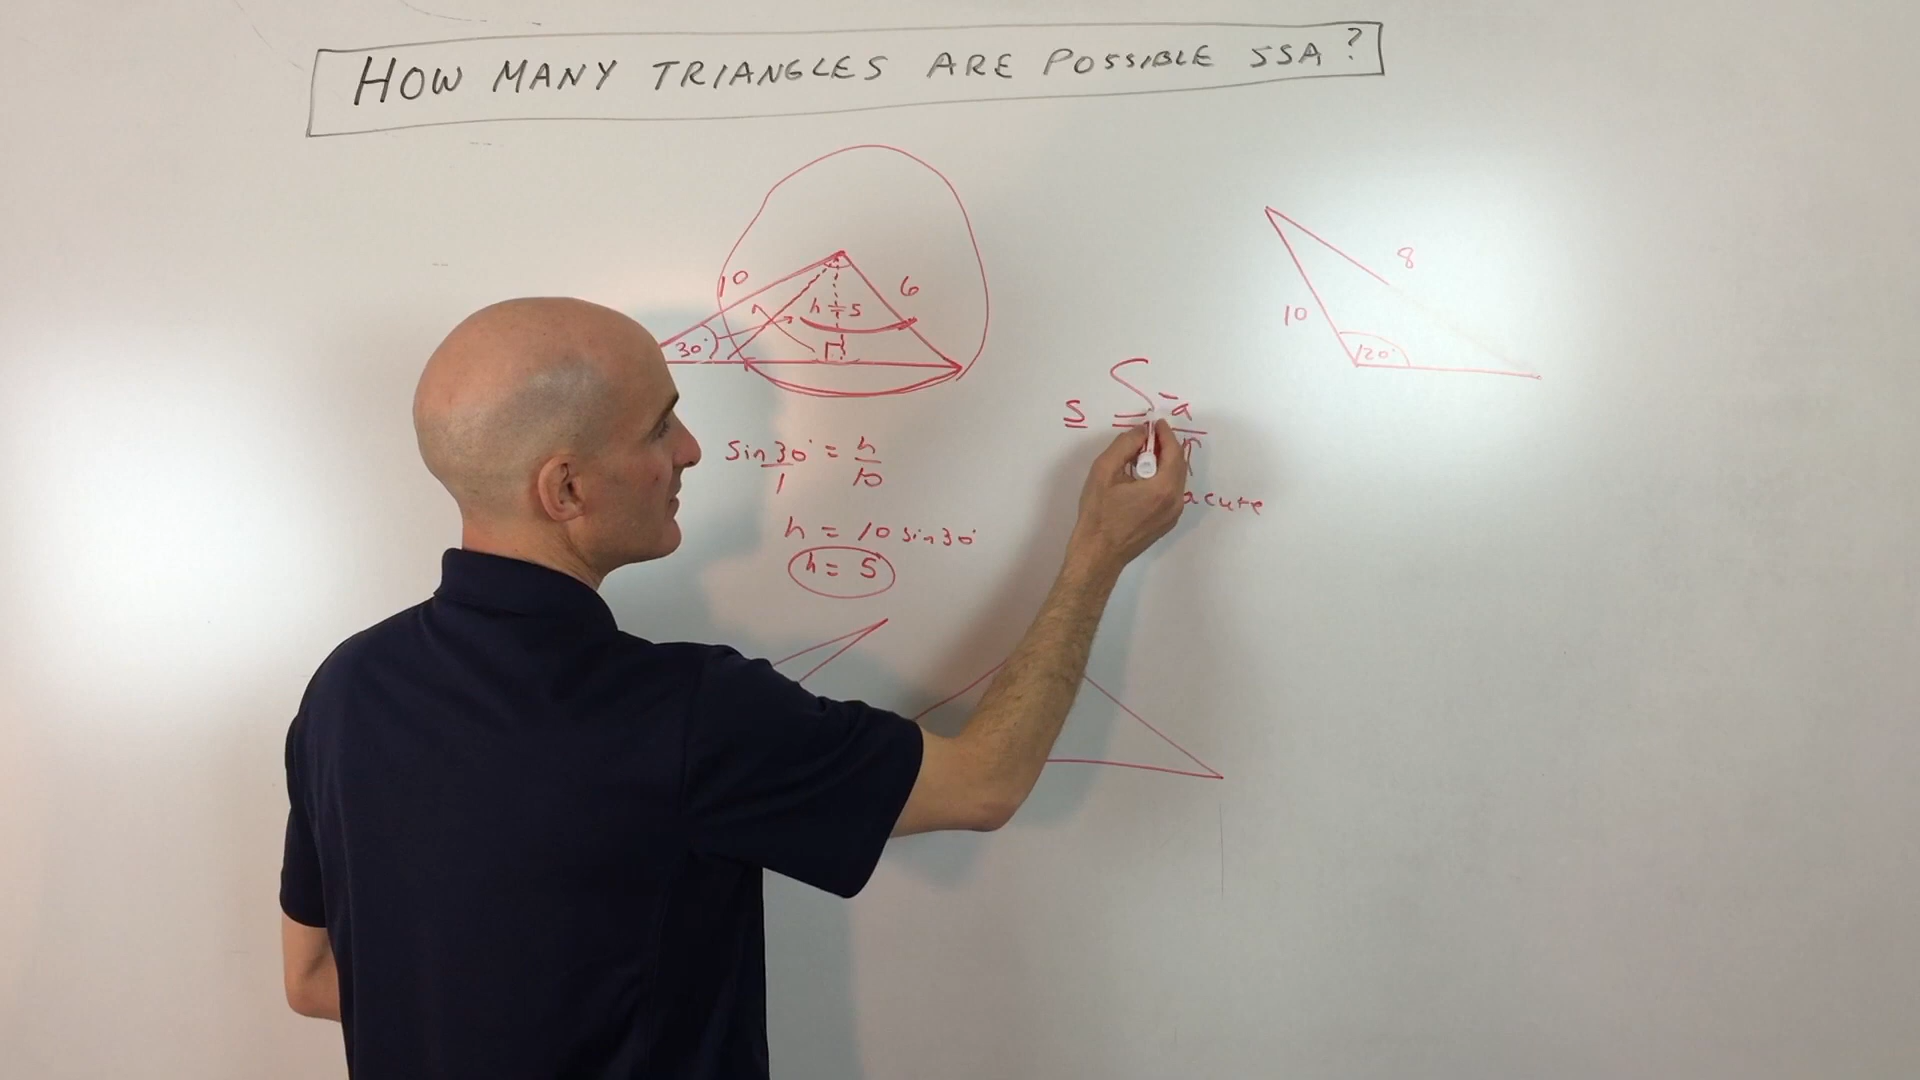 HOW MANY TRIANGLES ARE POSSIBLE SSA?
10
6
h = 5
30°
8
10
120°
S
a
sin 30° = h
1 10
acute
h = 10 sin 30°
h = 5